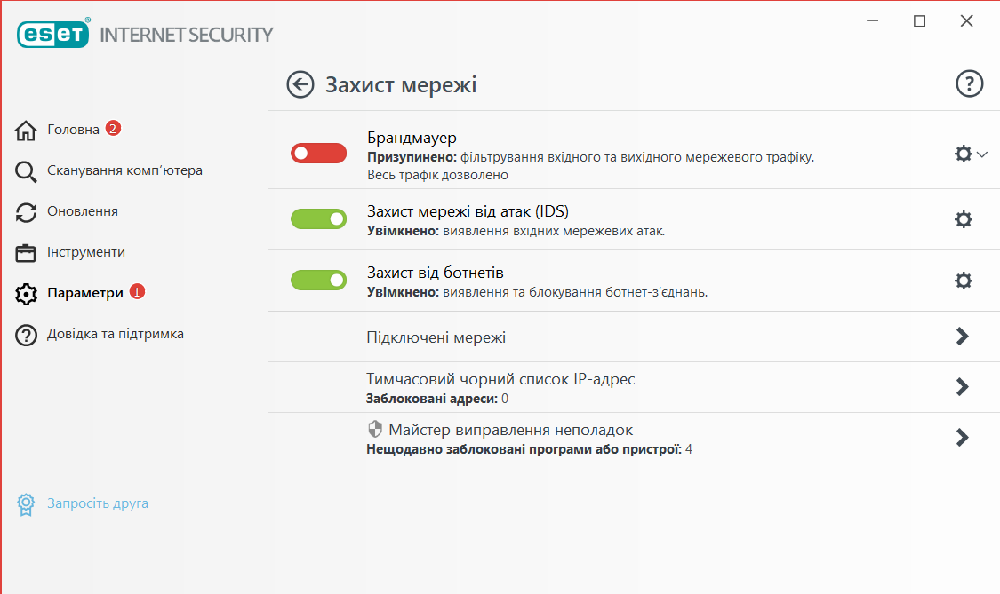 eseT® INTERNET SECURITY
Захист мережі
?
Головна 2
Сканування комп’ютера
Оновлення
Інструменти
Параметри 1
Довідка та підтримка
Запросіть друга
Брандмауер
Призупинено: фільтрування вхідного та вихідного мережевого трафіку.
Весь трафік дозволено
Захист мережі від атак (IDS)
Увімкнено: виявлення вхідних мережевих атак.
Захист від ботнетів
Увімкнено: виявлення та блокування ботнет-з’єднань.
Підключені мережі
Тимчасовий чорний список IP-адрес
Заблоковані адреси: 0
Майстер виправлення неполадок
Нещодавно заблоковані програми або пристрої: 4